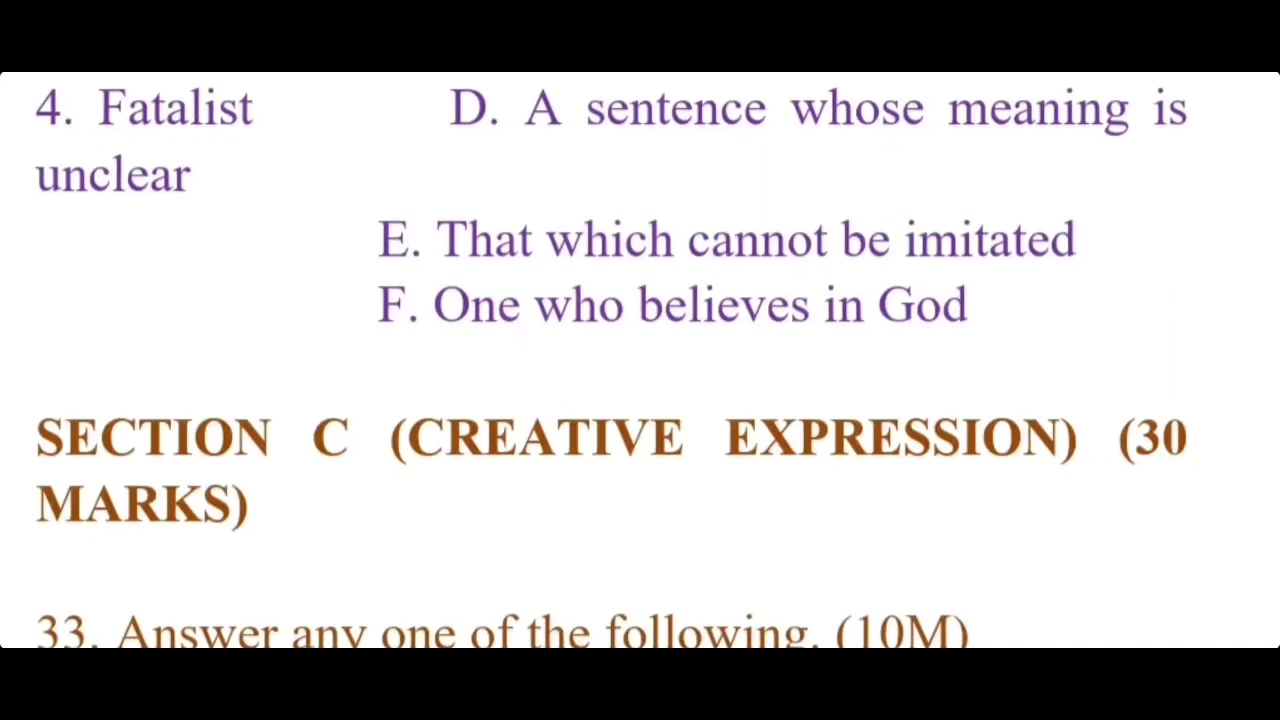 4. Fatalist D. A sentence whose meaning is
unclear
E. That which cannot be imitated
F. One who believes in God
SECTION C (CREATIVE EXPRESSION) (30
MARKS)
33. Answer any one of the following. (10M)